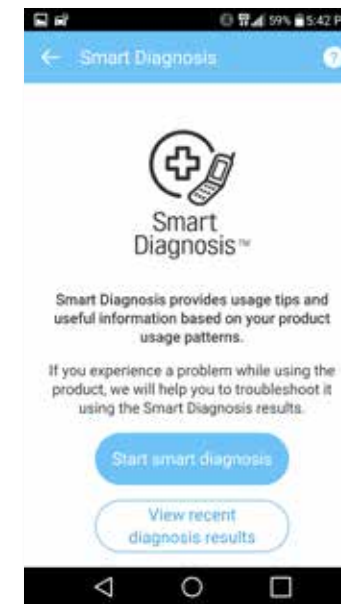 59% 5:42 P
Smart Diagnosis
?
Smart
Diagnosis™
Smart Diagnosis provides usage tips and
useful information based on your product
usage patterns.
If you experience a problem while using the
product, we will help you to troubleshoot it
using the Smart Diagnosis results.
Start smart diagnosis
View recent
diagnosis results